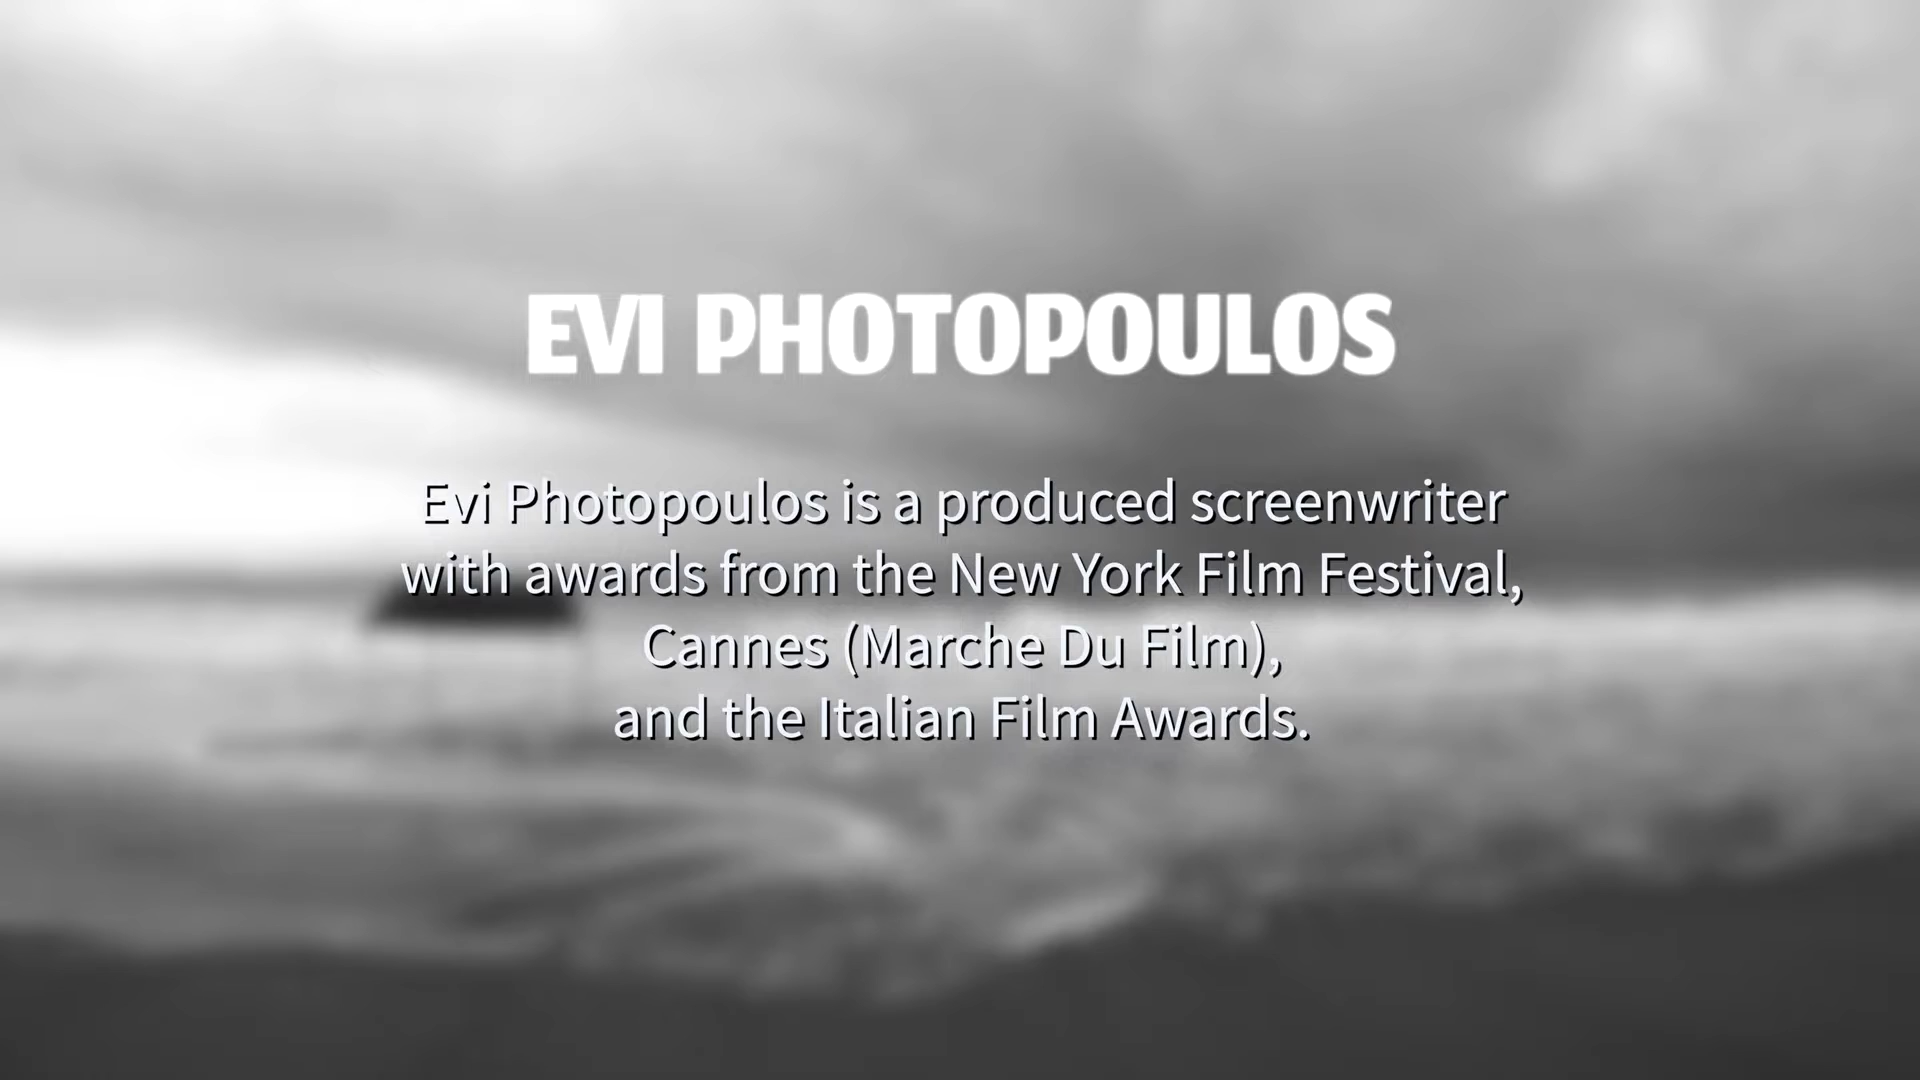 EVI PHOTOPOULOS
Evi Photopoulos is a produced screenwriter
with awards from the New York Film Festival,
Cannes (Marche Du Film),
and the Italian Film Awards.